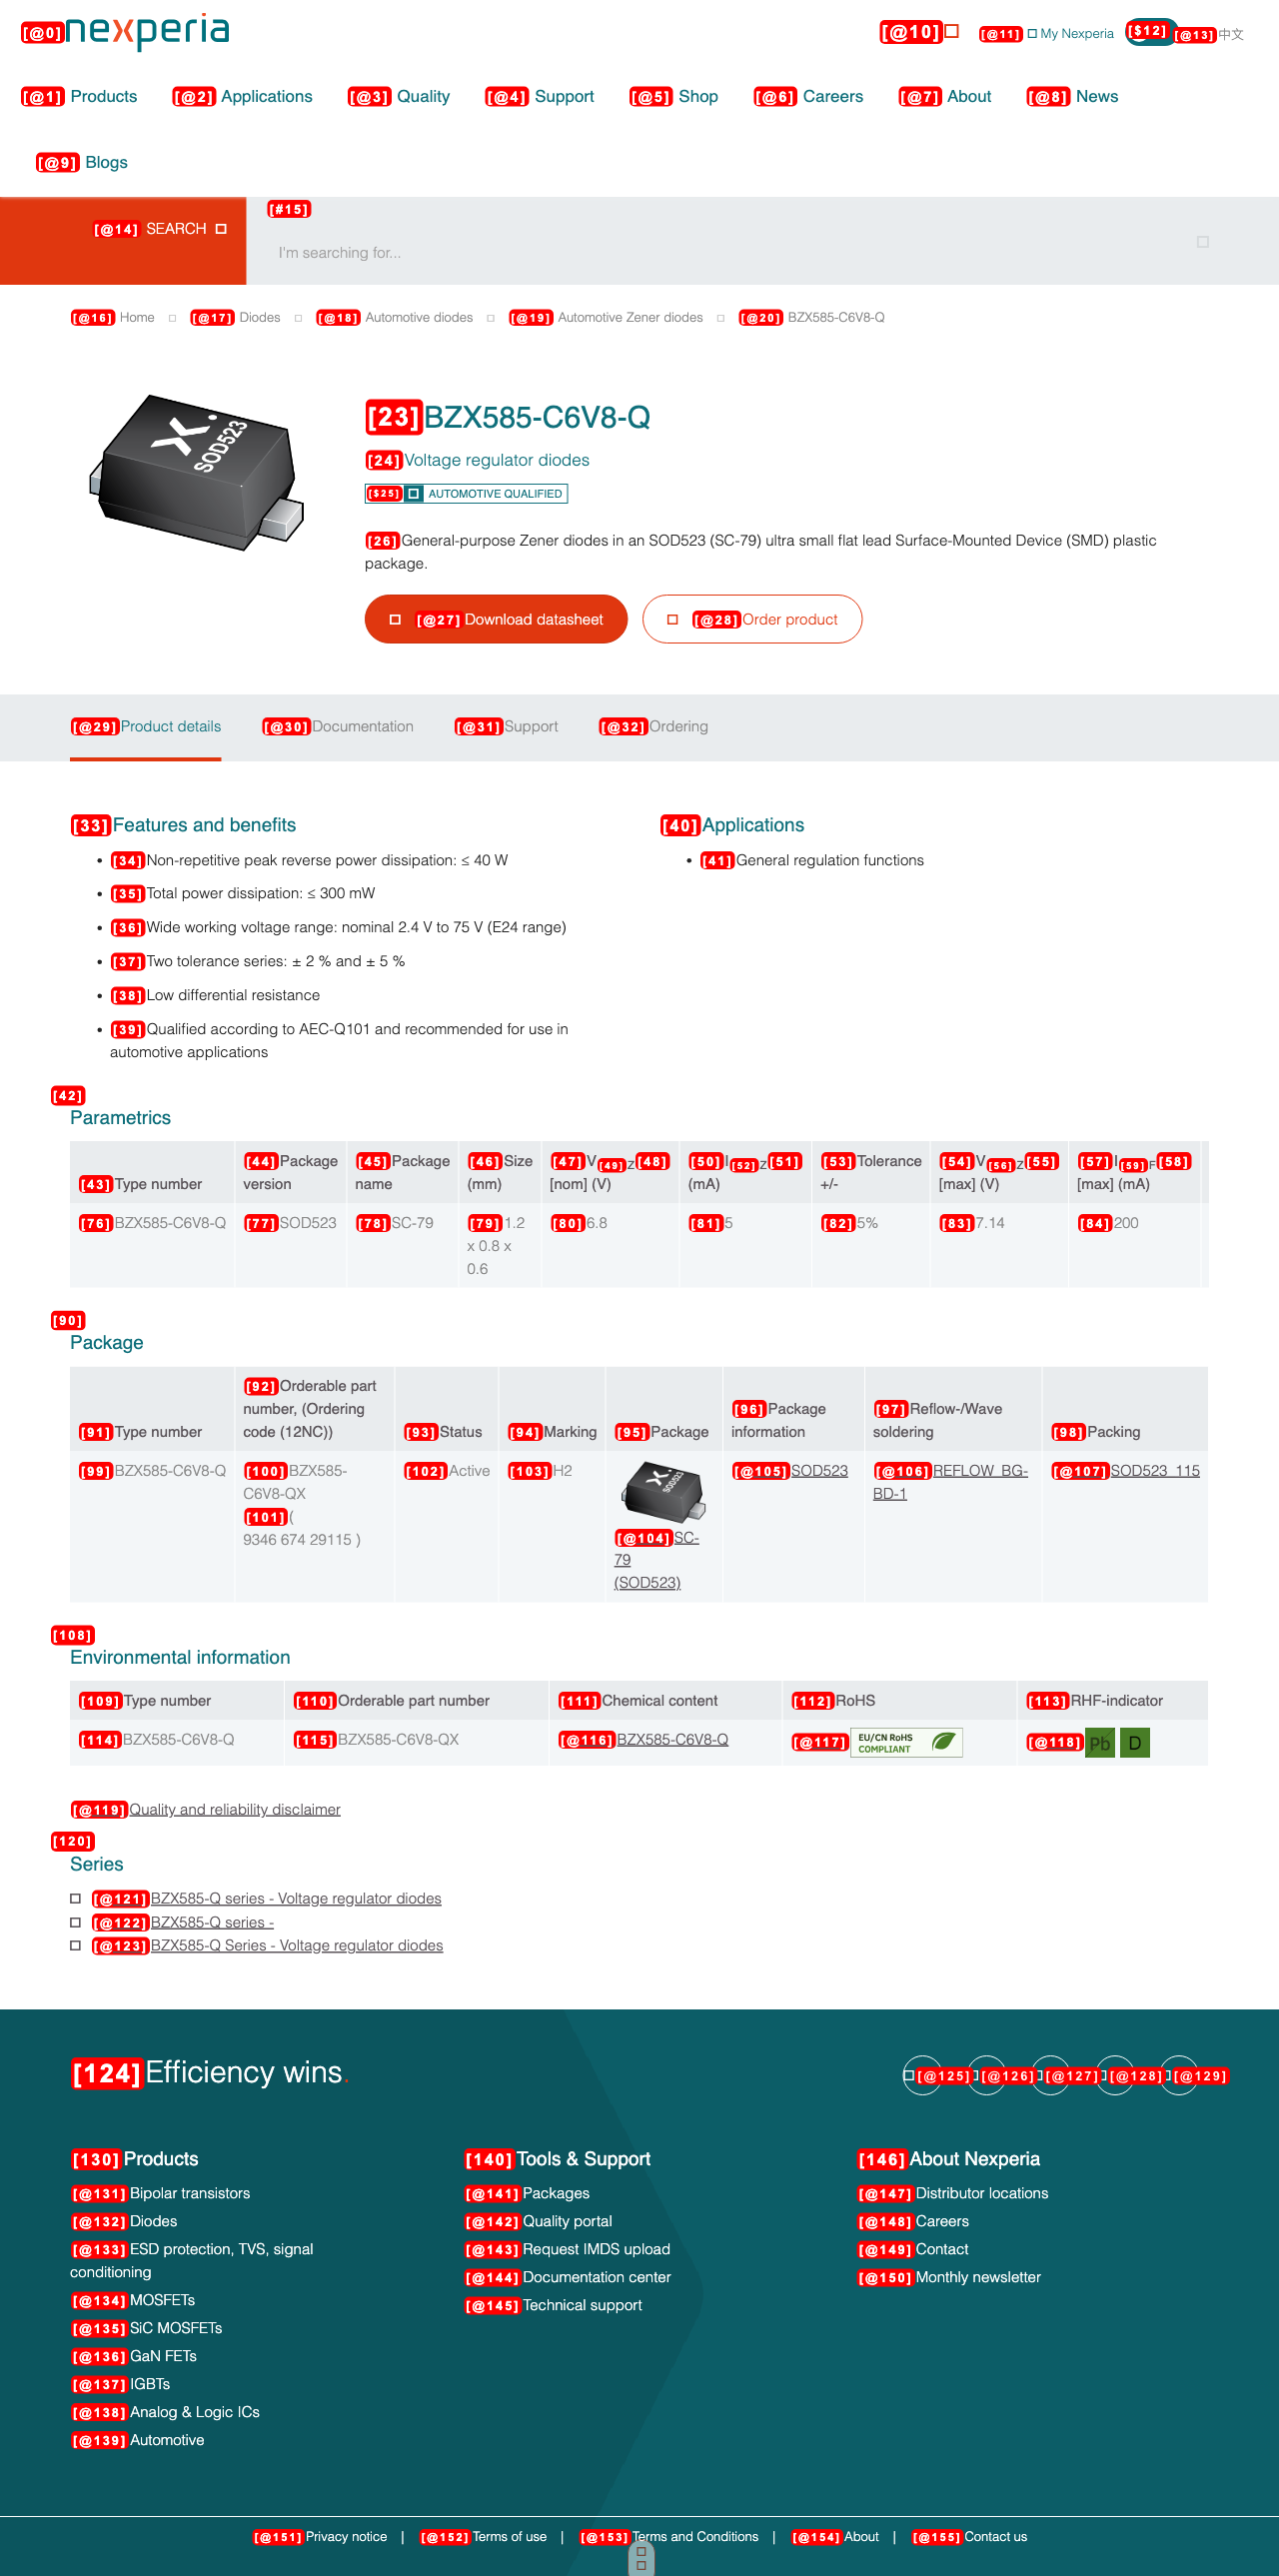 [@0] nexperia
[@10] [@11] My Nexperia [$12] [@13] 中文
[@1] Products [@2] Applications [@3] Quality [@4] Support [@5] Shop [@6] Careers [@7] About [@8] News
[@9] Blogs
[@14] SEARCH
[#15]
I'm searching for...
[@16] Home [@17] Diodes [@18] Automotive diodes [@19] Automotive Zener diodes [@20] BZX585-C6V8-Q
SOD523
[23]BZX585-C6V8-Q
[24]Voltage regulator diodes
[$25] AUTOMOTIVE QUALIFIED
[26]General-purpose Zener diodes in an SOD523 (SC-79) ultra small flat lead Surface-Mounted Device (SMD) plastic
package.
[@27]Download datasheet [@28]Order product
[@29]Product details [@30]Documentation [@31]Support [@32]Ordering
[33]Features and benefits
[34]Non-repetitive peak reverse power dissipation: ≤ 40 W
[35]Total power dissipation: ≤ 300 mW
[36]Wide working voltage range: nominal 2.4 V to 75 V (E24 range)
[37]Two tolerance series: ± 2 % and ± 5 %
[38]Low differential resistance
[39]Qualified according to AEC-Q101 and recommended for use in
automotive applications
[40]Applications
[41]General regulation functions
[42]
Parametrics
[43]Type number [44]Package version [45]Package name [46]Size (mm) [47]V[49]Z[48] [nom] (V) [50]I[52]Z[51] (mA) [53]Tolerance +/- [54]V[56]Z[55] [max] (V) [57]I[59]F[58] [max] (mA)
[76]BZX585-C6V8-Q [77]SOD523 [78]SC-79 [79]1.2 x 0.8 x 0.6 [80]6.8 [81]5 [82]5% [83]7.14 [84]200
[90]
Package
[91]Type number [92]Orderable part number, (Ordering code (12NC)) [93]Status [94]Marking [95]Package [96]Package information [97]Reflow-/Wave soldering [98]Packing
[99]BZX585-C6V8-Q [100]BZX585-C6V8-QX [101]( 9346 674 29115 ) [102]Active [103]H2 SOD523 [@104]SC-79 (SOD523) [@105]SOD523 [@106]REFLOW_BG-BD-1 [@107]SOD523_115
[108]
Environmental information
[109]Type number [110]Orderable part number [111]Chemical content [112]RoHS [113]RHF-indicator
[114]BZX585-C6V8-Q [115]BZX585-C6V8-QX [@116]BZX585-C6V8-Q [@117] EU/CN RoHS COMPLIANT [@118] Pb D
[@119]Quality and reliability disclaimer
[120]
Series
[@121]BZX585-Q series - Voltage regulator diodes
[@122]BZX585-Q series -
[@123]BZX585-Q Series - Voltage regulator diodes
[124]Efficiency wins.
[@125] [@126] [@127] [@128] [@129]
[130]Products
[@131]Bipolar transistors
[@132]Diodes
[@133]ESD protection, TVS, signal
conditioning
[@134]MOSFETs
[@135]SiC MOSFETs
[@136]GaN FETs
[@137]IGBTs
[@138]Analog & Logic ICs
[@139]Automotive
[140]Tools & Support
[@141]Packages
[@142]Quality portal
[@143]Request IMDS upload
[@144]Documentation center
[@145]Technical support
[146]About Nexperia
[@147]Distributor locations
[@148]Careers
[@149]Contact
[@150]Monthly newsletter
[@151]Privacy notice | [@152]Terms of use | [@153]Terms and Conditions | [@154]About | [@155]Contact us